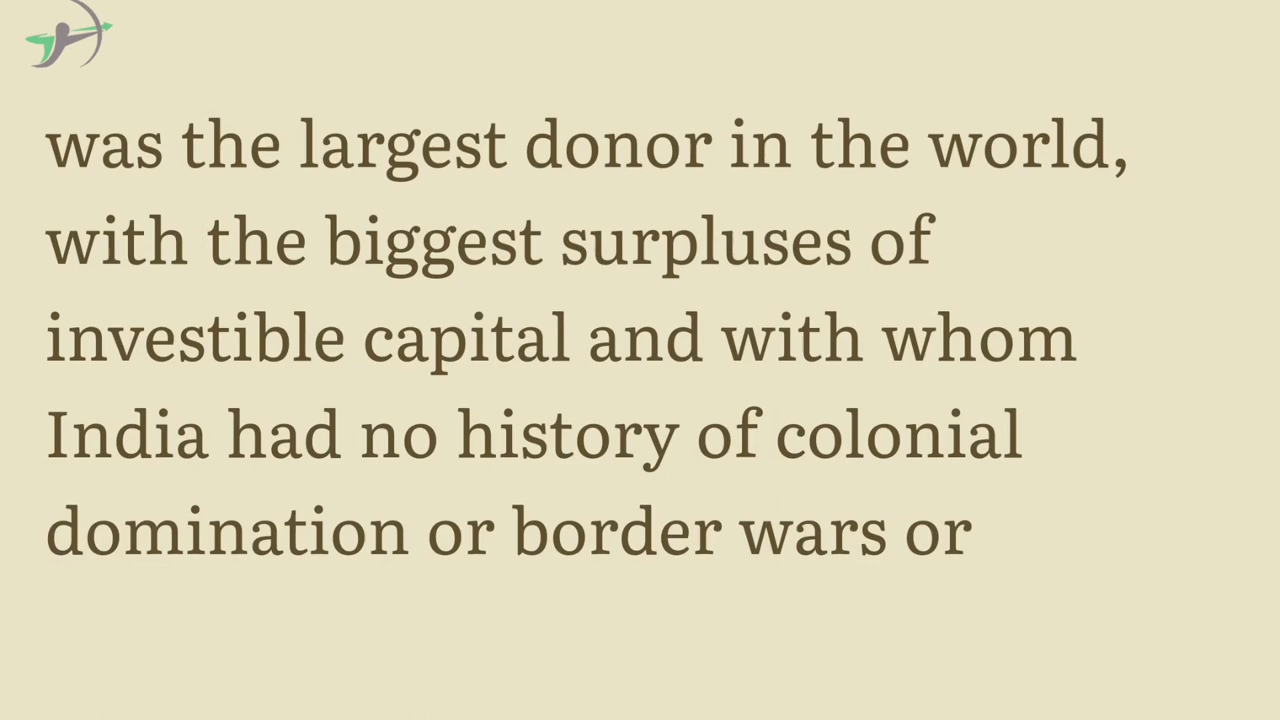 was the largest donor in the world,
with the biggest surpluses of
investible capital and with whom
India had no history of colonial
domination or border wars or